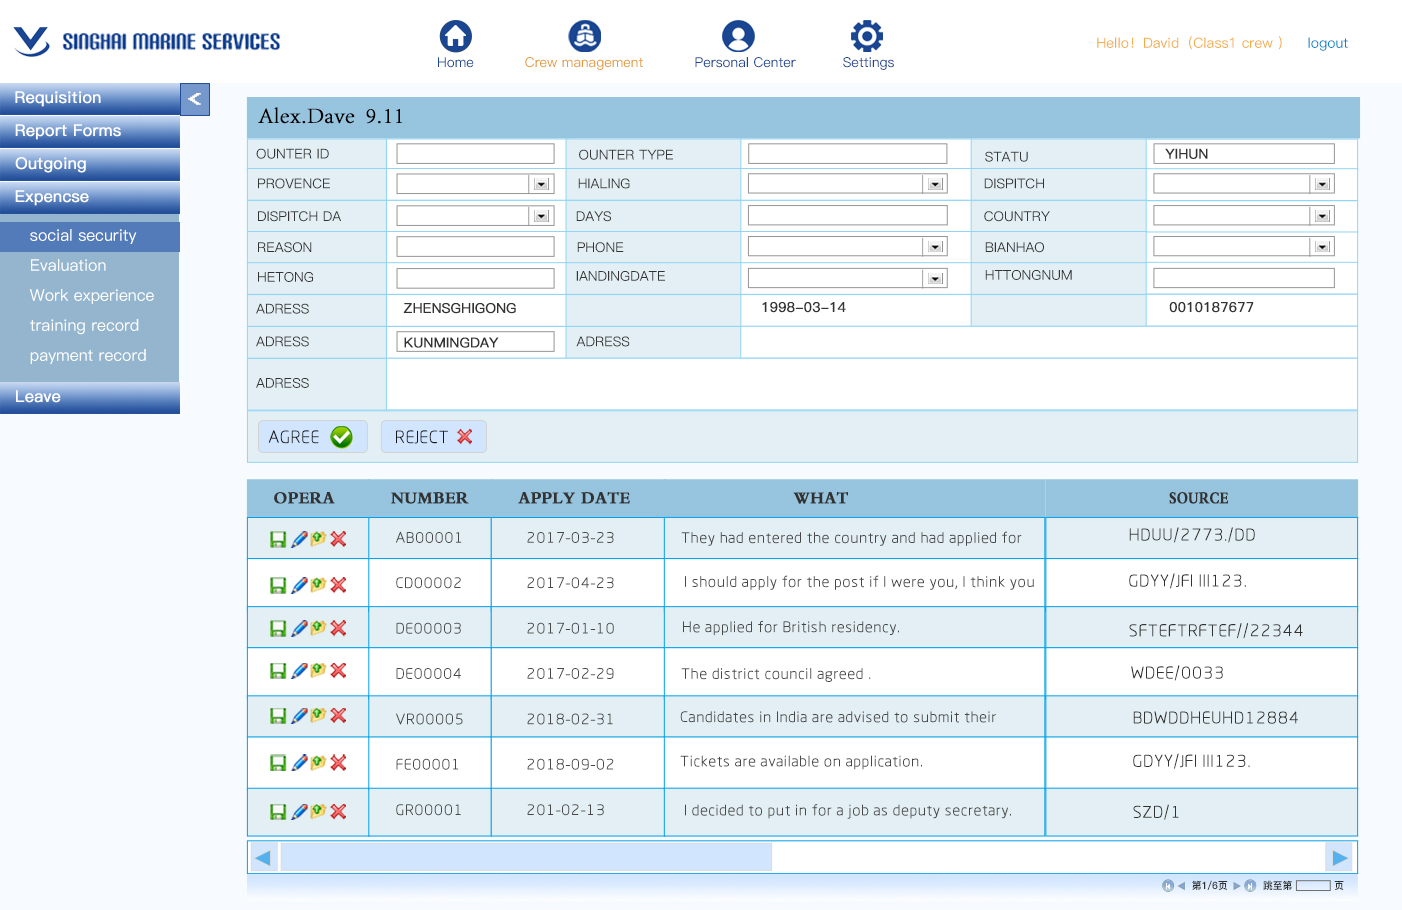 SINGHAI MARINE SERVICES
Home
Crew management
Personal Center
Settings
Hello! David (Class1 crew )
logout
Requisition
Report Forms
Outgoing
Expencse
social security
Evaluation
Work experience
training record
payment record
Leave
Alex.Dave 9.11
OUNTER ID
OUNTER TYPE
STATU
YIHUN
PROVENCE
HIALING
DISPITCH
DISPITCH DA
DAYS
COUNTRY
REASON
PHONE
BIANHAO
HETONG
IANDINGDATE
HTTONGNUM
ADRESS
ZHENSGHIGONG
1998-03-14
0010187677
ADRESS
KUNMINGDAY
ADRESS
ADRESS
AGREE
REJECT
OPERA NUMBER APPLY DATE WHAT SOURCE
AB00001 2017-03-23 They had entered the country and had applied for HDUU/2773./DD
CD00002 2017-04-23 I should apply for the post if I were you, I think you GDYY/JFI III123.
DE00003 2017-01-10 He applied for British residency. SFTEFTRFTEF//22344
DE00004 2017-02-29 The district council agreed . WDEE/0033
VR00005 2018-02-31 Candidates in India are advised to submit their BDWDDHEUHD12884
FE00001 2018-09-02 Tickets are available on application. GDYY/JFI III123.
GR00001 201-02-13 I decided to put in for a job as deputy secretary. SZD/1
第1/6页 跳至第 页